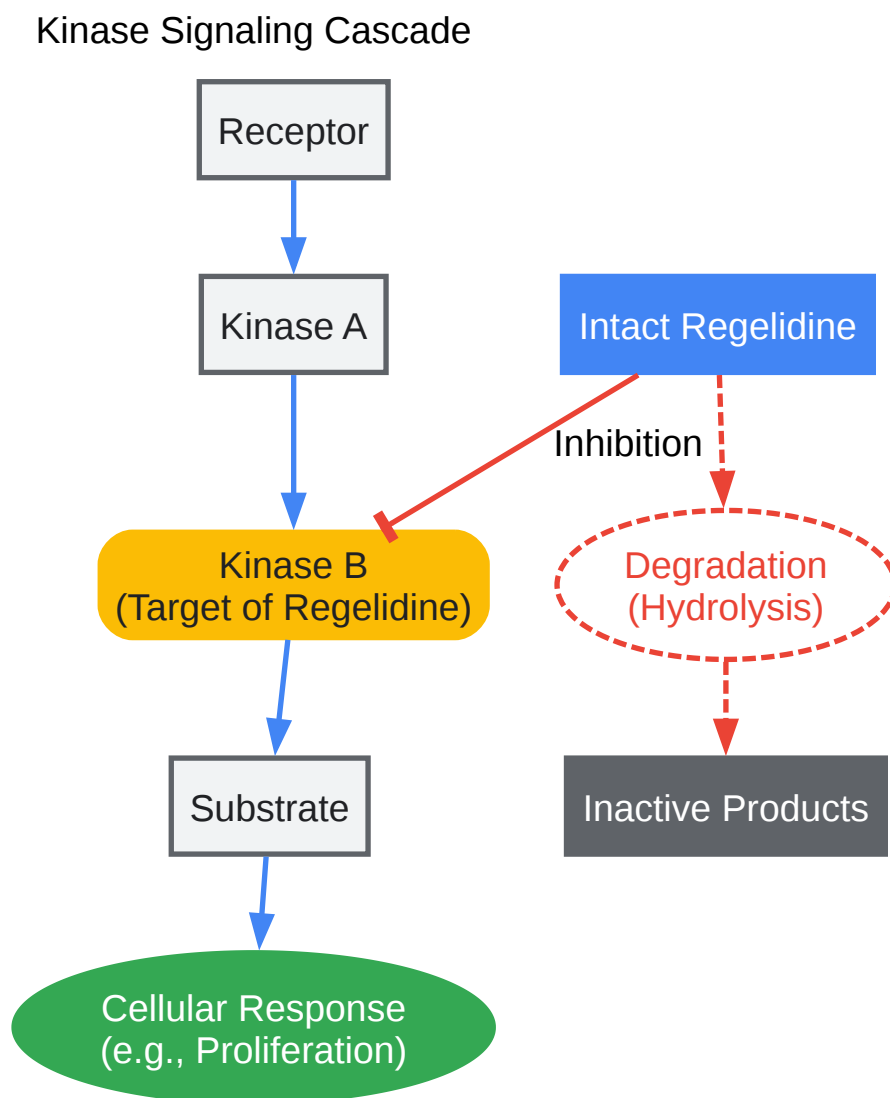 Kinase Signaling Cascade
Receptor
Kinase A
Intact Regelidine
Inhibition
Kinase B
(Target of Regelidine)
Degradation
(Hydrolysis)
Substrate
Inactive Products
Cellular Response
(e.g., Proliferation)